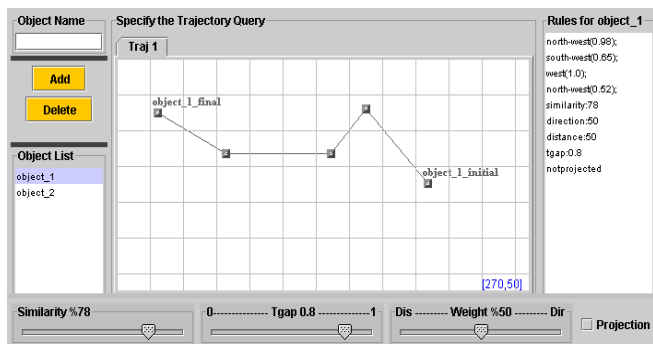 Object Name
Add
Delete
Object List
object_1
object_2
Specify the Trajectory Query
Traj 1
object_1_final
object_1_initial
[270,50]
Rules for object_1
north-west(0.98);
south-west(0.65);
west(1.0);
north-west(0.52);
similarity:78
direction:50
distance:50
tgap:0.8
notprojected
Similarity %78
0--------------- Tgap 0.8 --------------1
Dis --------- Weight %50 --------- Dir
Projection